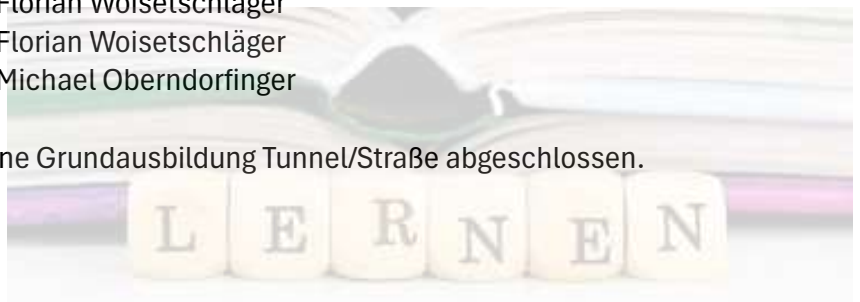 Florian Woisetschläger
Florian Woisetschläger
Michael Oberndorfinger
ne Grundausbildung Tunnel/Straße abgeschlossen.
L E R N E N